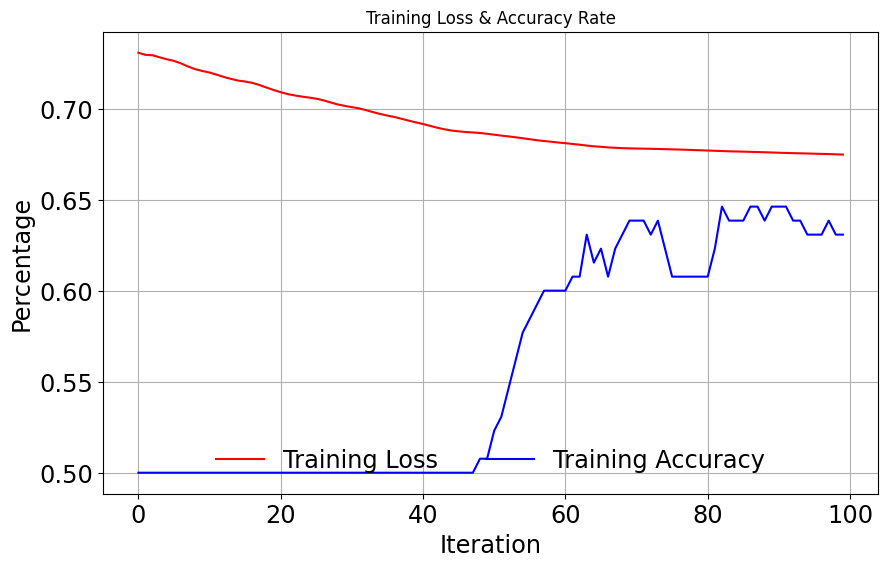 Training Loss & Accuracy Rate
Percentage
0.70
0.65
0.60
0.55
0.50
Training Loss Training Accuracy
0 20 40 60 80 100
Iteration